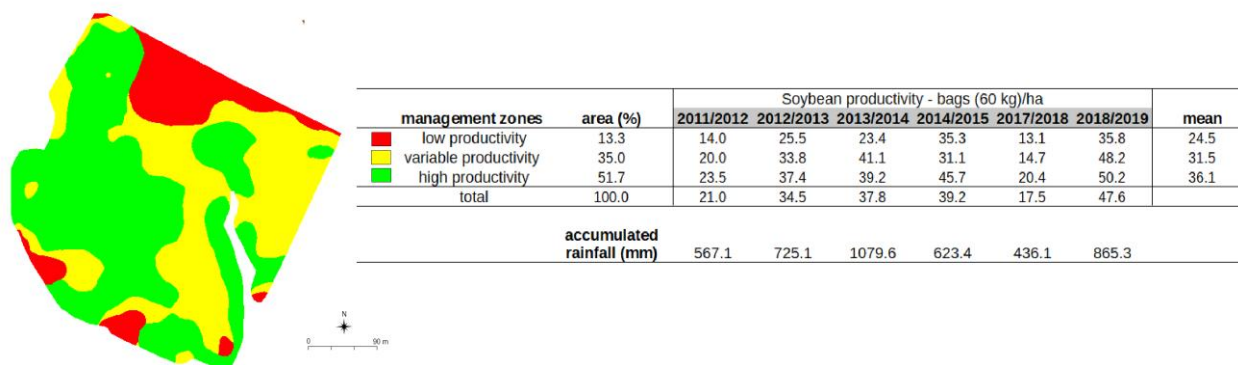 Soybean productivity - bags (60 kg)/ha
management zones area (%) 2011/2012 2012/2013 2013/2014 2014/2015 2017/2018 2018/2019 mean
low productivity 13.3 14.0 25.5 23.4 35.3 13.1 35.8 24.5
variable productivity 35.0 20.0 33.8 41.1 31.1 14.7 48.2 31.5
high productivity 51.7 23.5 37.4 39.2 45.7 20.4 50.2 36.1
total 100.0 21.0 34.5 37.8 39.2 17.5 47.6
accumulated
rainfall (mm) 567.1 725.1 1079.6 623.4 436.1 865.3
N
0 90 m